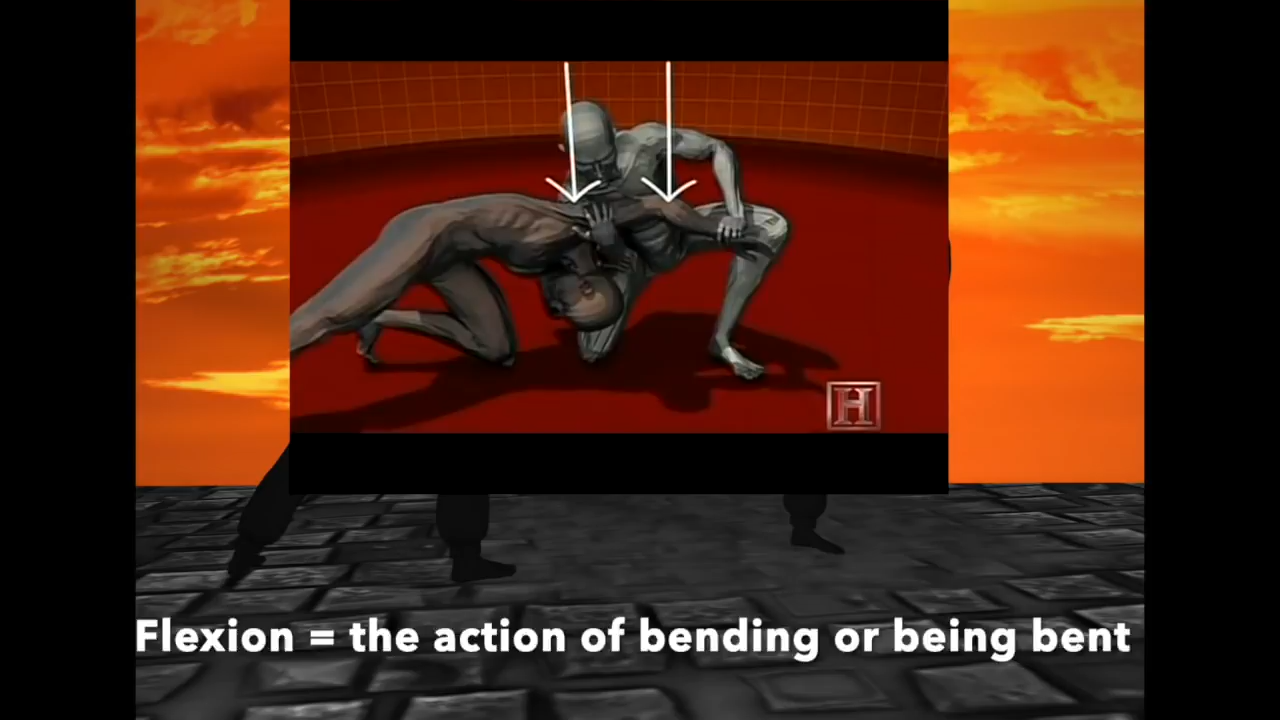 H
Flexion = the action of bending or being bent